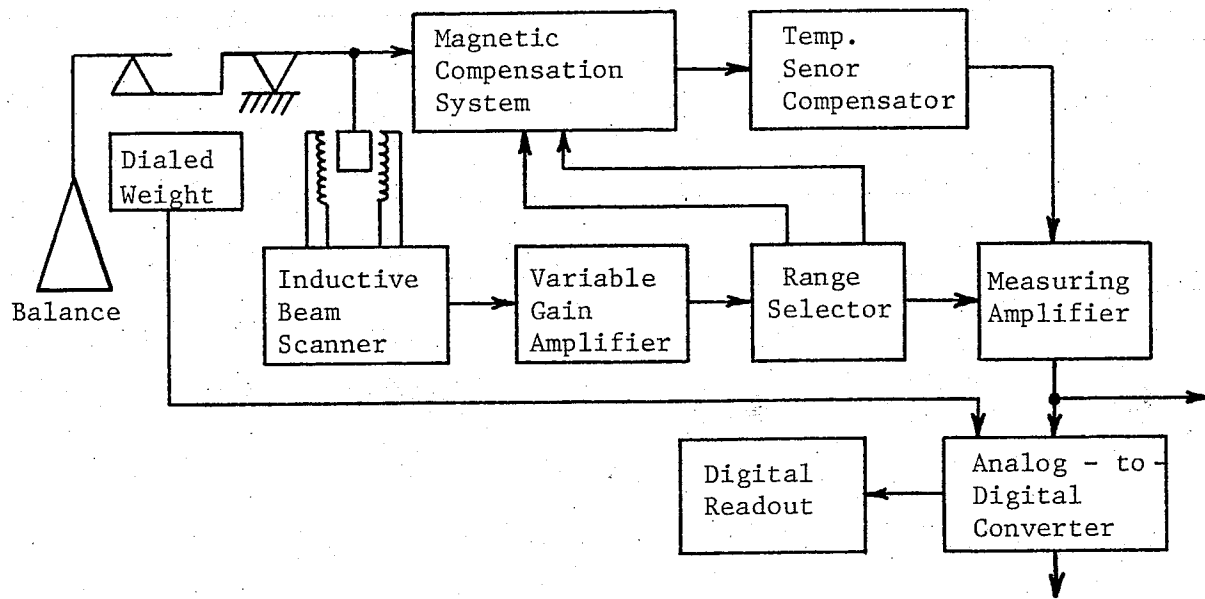 Magnetic
Compensation
System
Temp.
Senor
Compensator
Dialed
Weight
Balance
Inductive
Beam
Scanner
Variable
Gain
Amplifier
Range
Selector
Measuring
Amplifier
Digital
Readout
Analog - to -
Digital
Converter